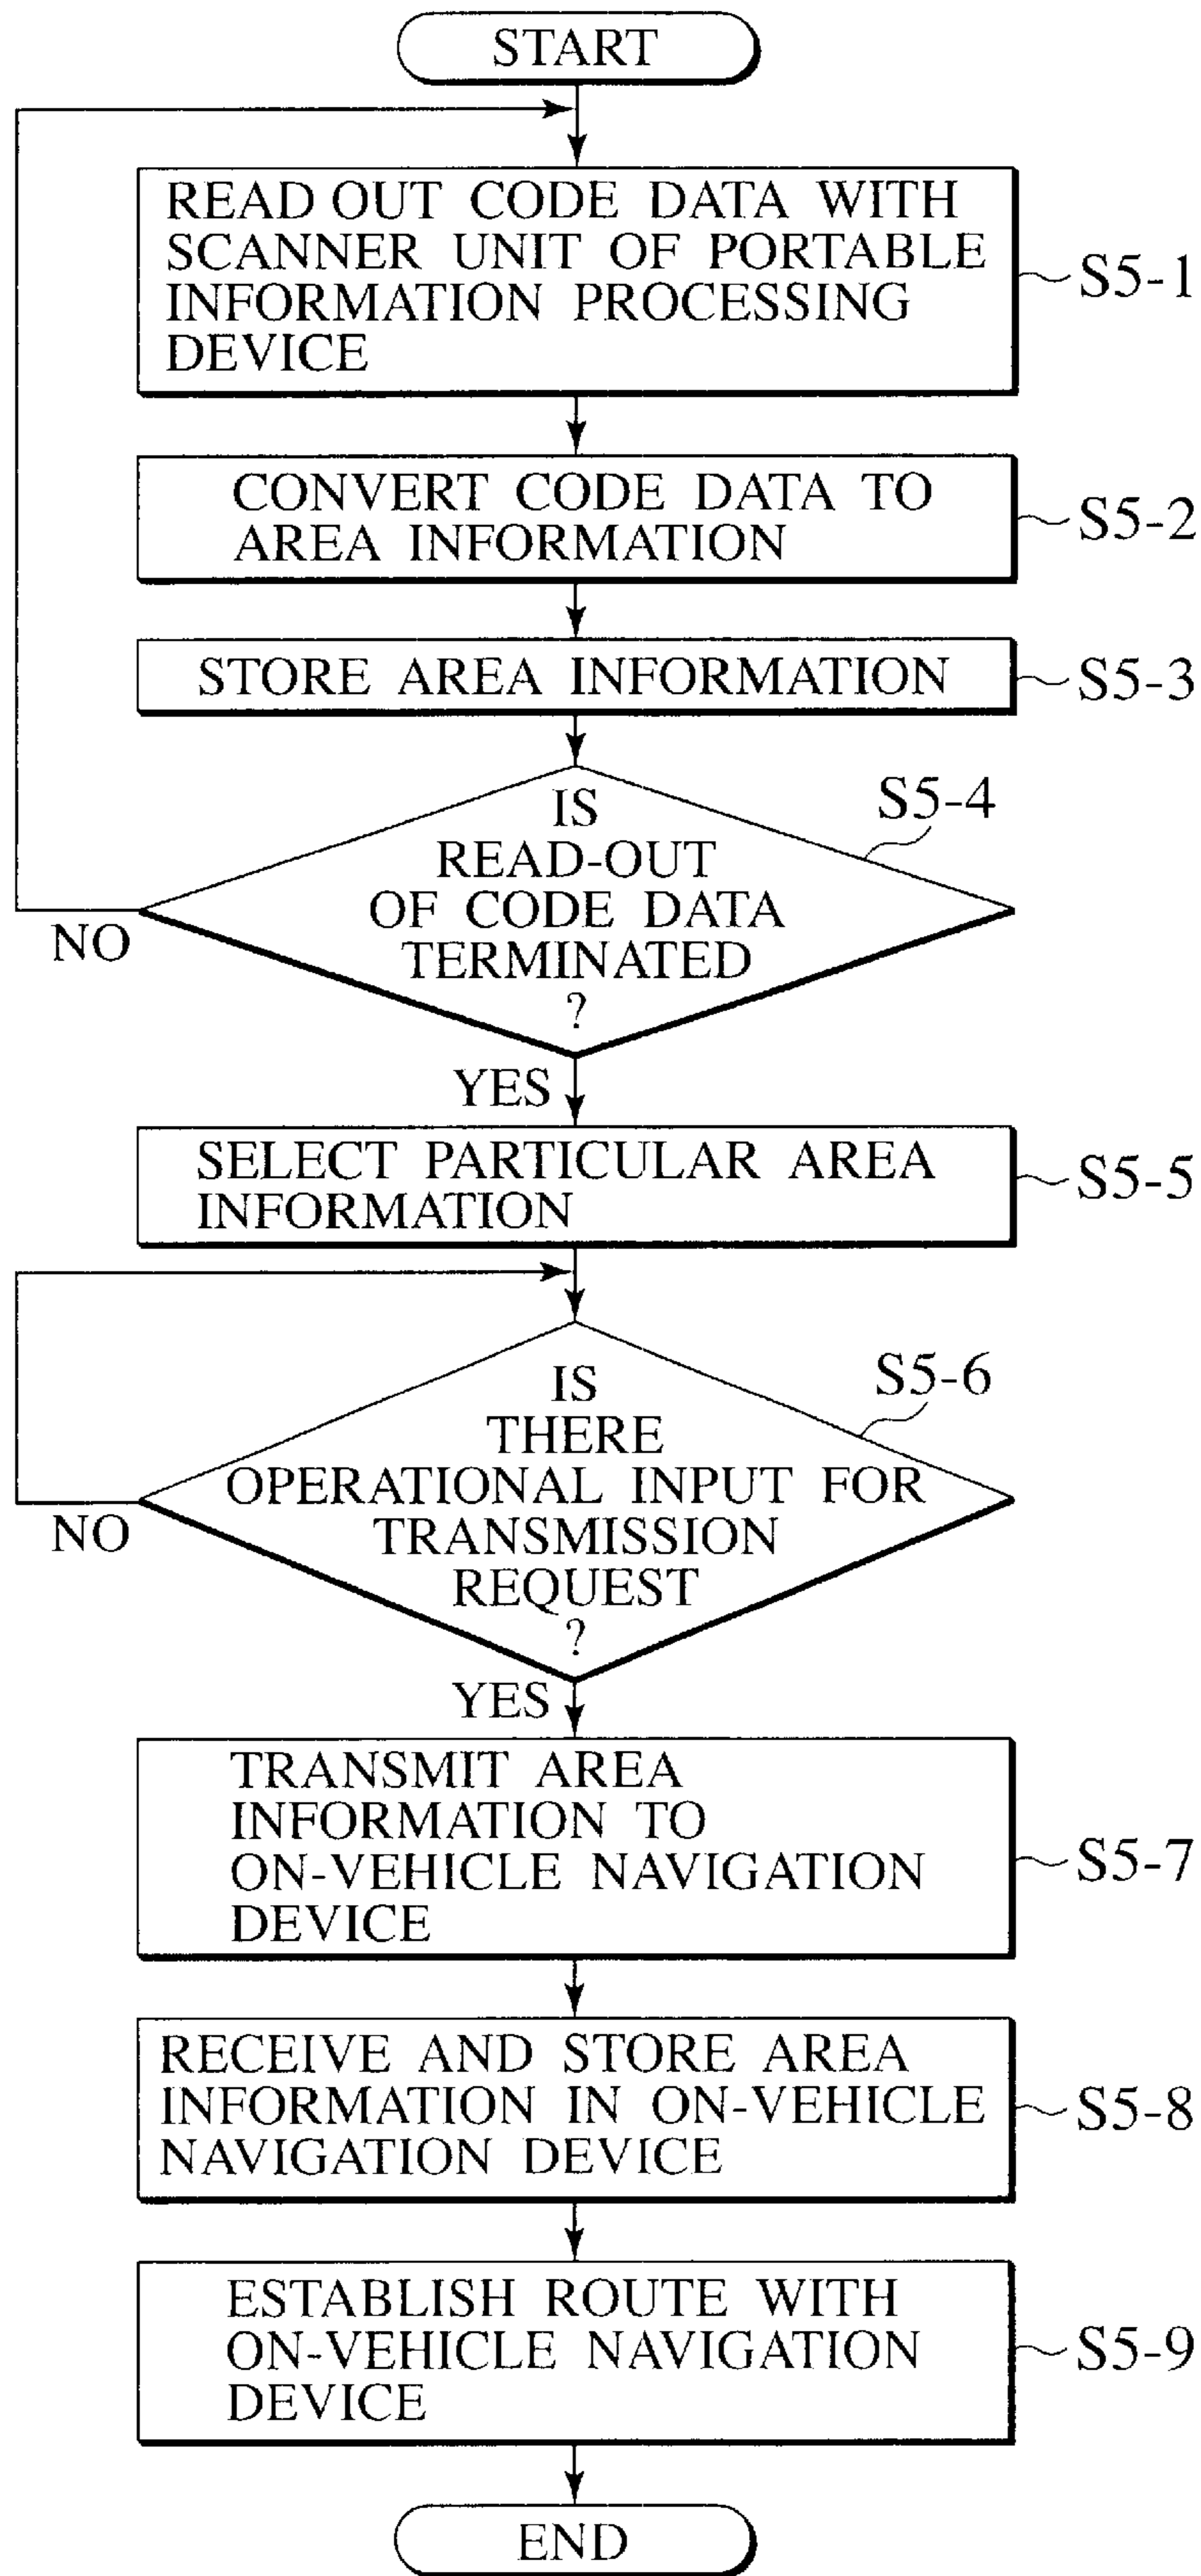 START
READ OUT CODE DATA WITH
SCANNER UNIT OF PORTABLE
INFORMATION PROCESSING
DEVICE
S5-1
CONVERT CODE DATA TO
AREA INFORMATION
S5-2
STORE AREA INFORMATION
S5-3
IS
READ-OUT
OF CODE DATA
TERMINATED
?
S5-4
NO
YES
SELECT PARTICULAR AREA
INFORMATION
S5-5
IS
THERE
OPERATIONAL INPUT FOR
TRANSMISSION
REQUEST
?
S5-6
NO
YES
TRANSMIT AREA
INFORMATION TO
ON-VEHICLE NAVIGATION
DEVICE
S5-7
RECEIVE AND STORE AREA
INFORMATION IN ON-VEHICLE
NAVIGATION DEVICE
S5-8
ESTABLISH ROUTE WITH
ON-VEHICLE NAVIGATION
DEVICE
S5-9
END